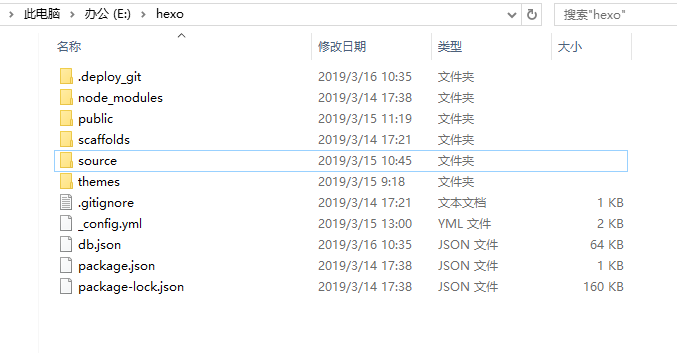 此电脑 办公 (E:) hexo 搜索"hexo"
名称 修改日期 类型 大小
.deploy_git 2019/3/16 10:35 文件夹
node_modules 2019/3/14 17:38 文件夹
public 2019/3/15 11:19 文件夹
scaffolds 2019/3/14 17:21 文件夹
source 2019/3/15 10:45 文件夹
themes 2019/3/15 9:18 文件夹
.gitignore 2019/3/14 17:21 文本文档 1 KB
_config.yml 2019/3/15 13:00 YML 文件 2 KB
db.json 2019/3/16 10:35 JSON 文件 64 KB
package.json 2019/3/14 17:38 JSON 文件 1 KB
package-lock.json 2019/3/14 17:38 JSON 文件 160 KB